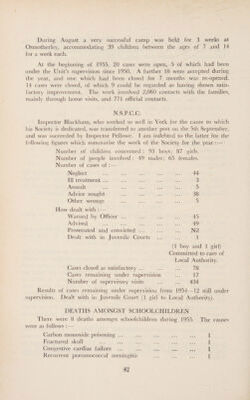 During August a very successful camp was held for 3 weeks at
Osmotherley, accommodating 39 children between the ages of 7 and 14
for a week each.
At the beginning of 1955, 20 cases were open, 5 of which had been
under the Unit's supervision since 1950. A further 16 were accepted during
the year, and one which had been closed for 7 months was re-opened.
14 cases were closed, of which 9 could be regarded as having shown satis-
factory improvement. The work involved 2,060 contacts with the families,
mainly through home visits, and 771 official contacts.
N.S.P.C.C.
Inspector Blackham, who worked so well in York for the cause to which
his Society is dedicated, was transferred to another post on the 5th September,
and was succeeded by Inspector Fellowe. I am indebted to the latter for the
following figures which summarise the work of the Society for the year :—
Number of children concerned : 93 boys; 87 girls.
Number of people involved : 49 males; 65 females.
Number of cases of :—
Neglect ... 44
Ill-treatment ... 3
Assault ... 5
Advice sought ... 38
Other wrongs ... 5
How dealt with :—
Warned by Officer ... 45
Advised ... 49
Prosecuted and convicted ... Nil
Dealt with in Juvenile Courts ... 1
(1 boy and 1 girl)
Committed to care of
Local Authority.
Cases closed as satisfactory ... 78
Cases remaining under supervision ... 17
Number of supervisory visits ... 434
Results of cases remaining under supervision from 1954—12 still under
supervision. Dealt with in Juvenile Court (1 girl to Local Authority).
DEATHS AMONGST SCHOOLCHILDREN
There were 8 deaths amongst schoolchildren during 1955. The causes
were as follows :—
Carbon monoxide poisoning ... 1
Fractured skull ... 1
Congestive cardiac failure ... 1
Recurrent pneumococcal meningitis ... 1
42